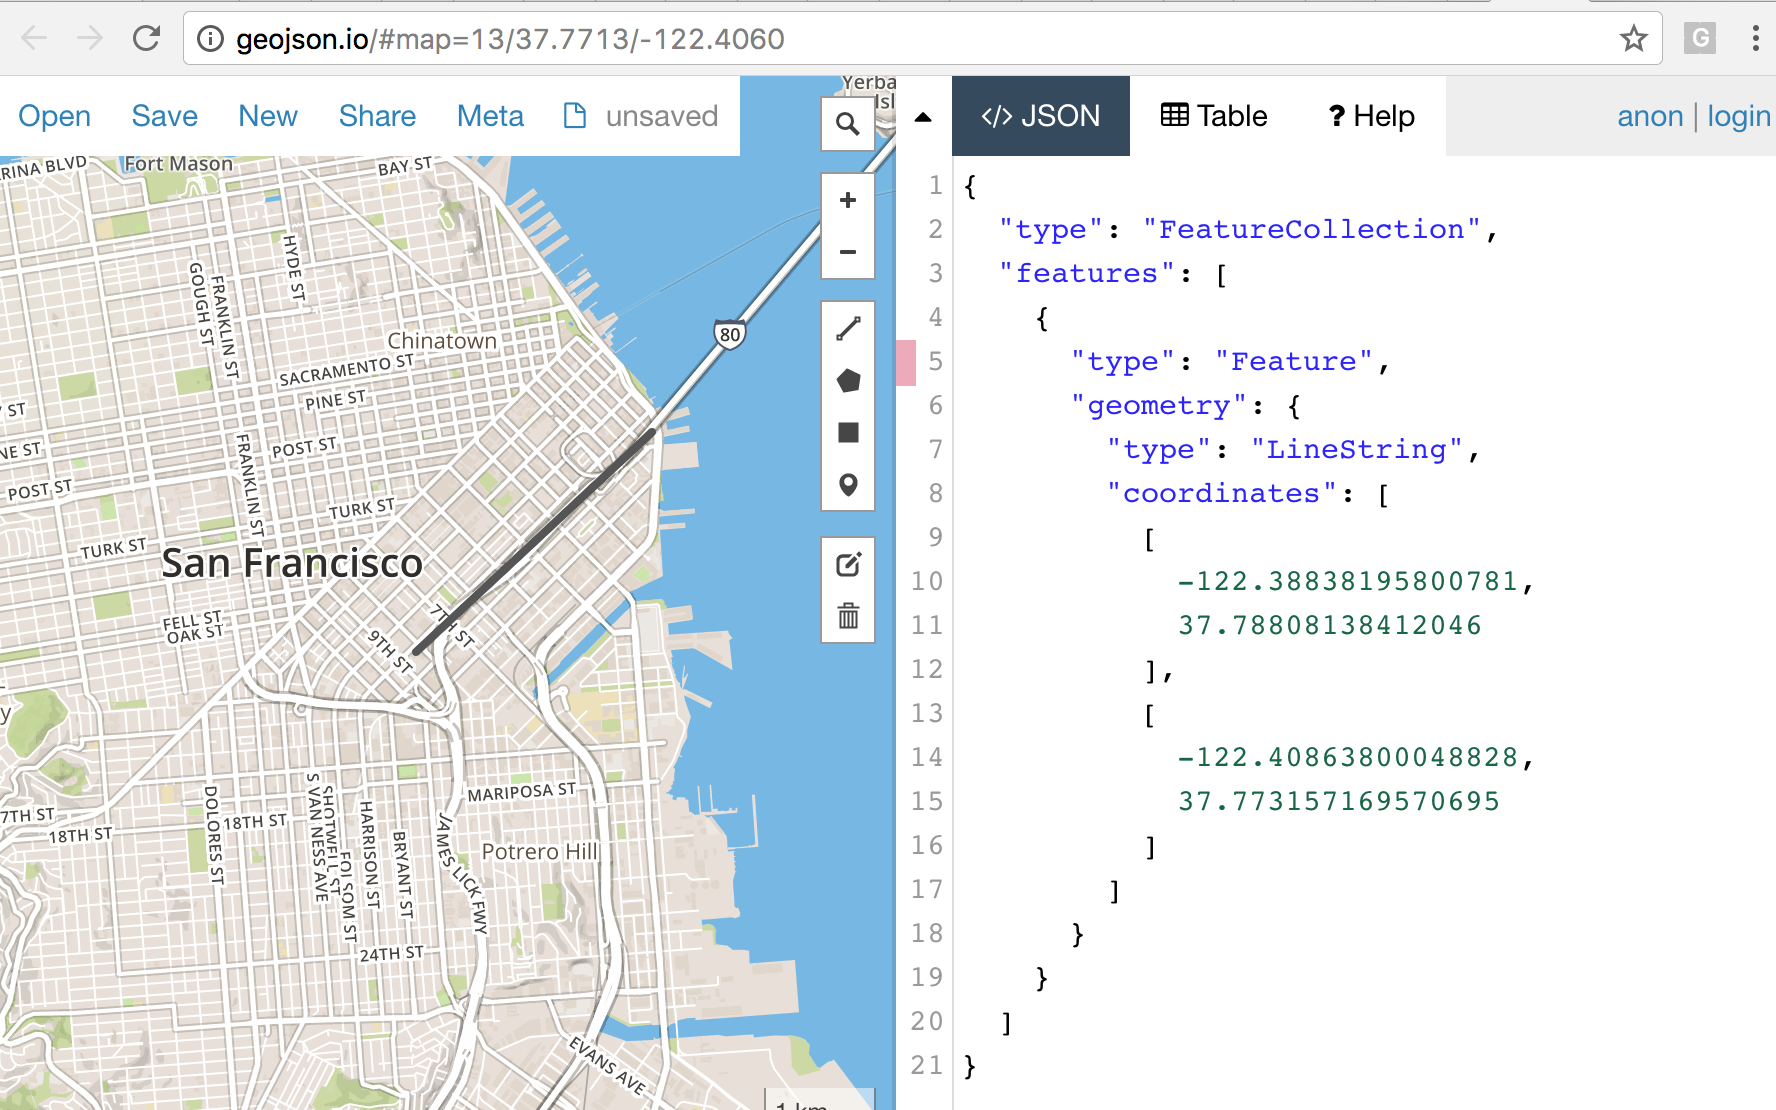 geojson.io/#map=13/37.7713/-122.4060
G
Open Save New Share Meta unsaved
</> JSON Table ? Help anon | login
Yerba
Isl
RINA BLVD
Fort Mason
BAY ST
HYDE ST
GOUGH ST
FRANKLIN ST
Chinatown
80
SACRAMENTO ST
PINE ST
ST
NE ST
POST ST
POST ST
FRANKLIN ST
TURK ST
TURK ST
San Francisco
FELL ST
OAK ST
7TH ST
9TH ST
y
MARIPOSA ST
7TH ST
18TH ST
18TH ST
DOLORES ST
S VAN NESS AVE
SHOTWELL ST
FOLSOM ST
HARRISON ST
BRYANT ST
JAMES LICK FWY
Potrero Hill
24TH ST
EVANS AVE
1 km
1 {
2 "type": "FeatureCollection",
3 "features": [
4 {
5 "type": "Feature",
6 "geometry": {
7 "type": "LineString",
8 "coordinates": [
9 [
10 -122.38838195800781,
11 37.78808138412046
12 ],
13 [
14 -122.40863800048828,
15 37.773157169570695
16 ]
17 ]
18 }
19 }
20 ]
21 }